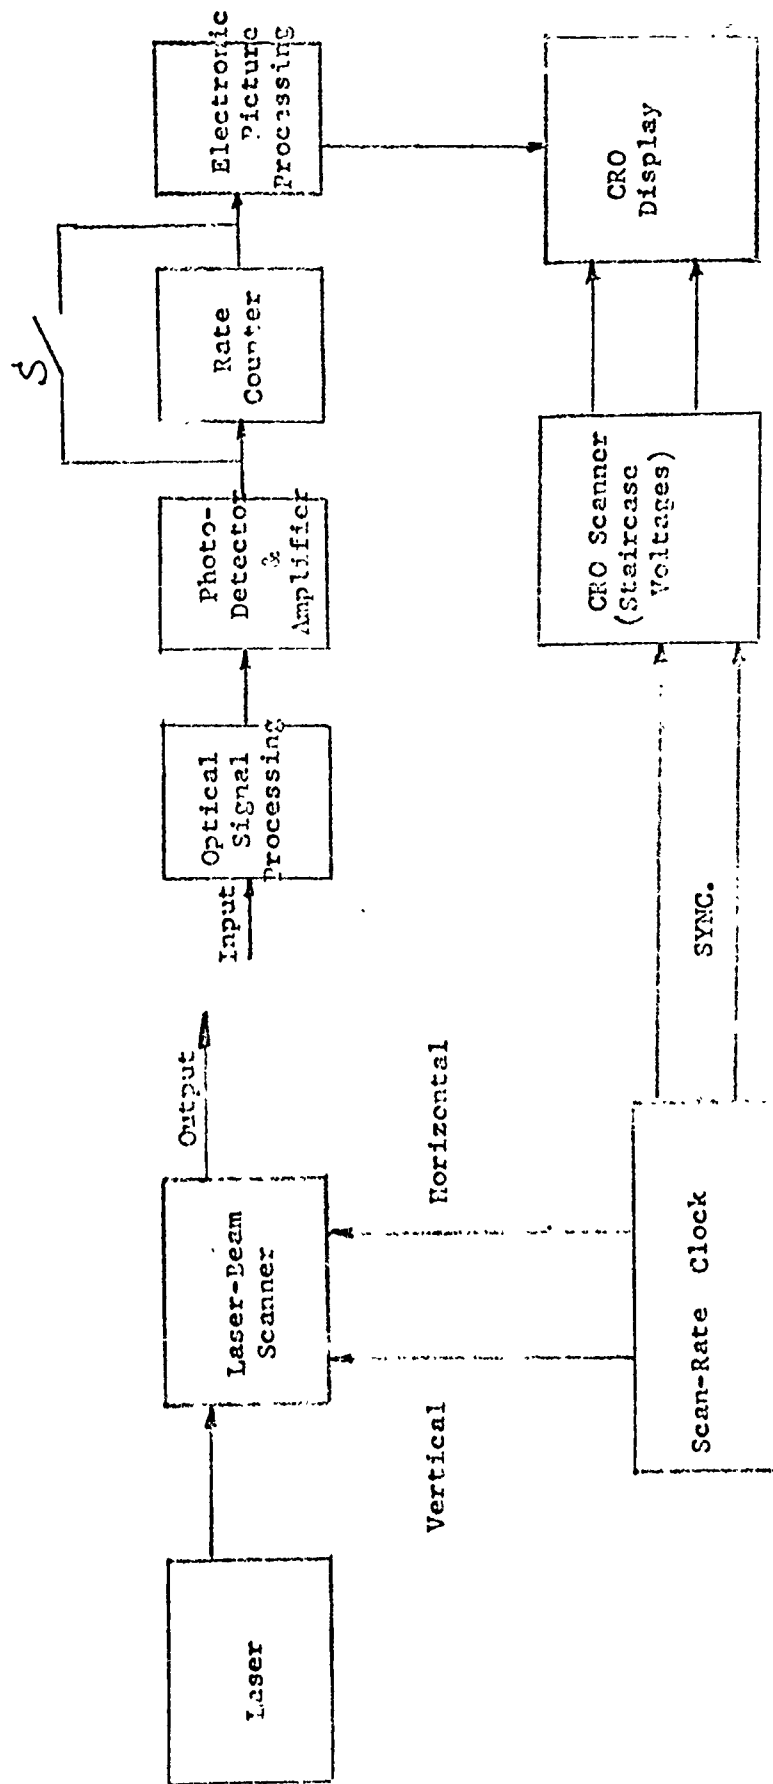 Laser
Laser-Beam
Scanner
Output
Input
Optical
Signal
Processing
Photo-
Detector
&
Amplifier
Rate
Counter
S
Electronic
Picture
Processing
Vertical
Horizontal
Scan-Rate Clock
SYNC.
CRO Scanner
(Staircase
Voltages)
CRO
Display